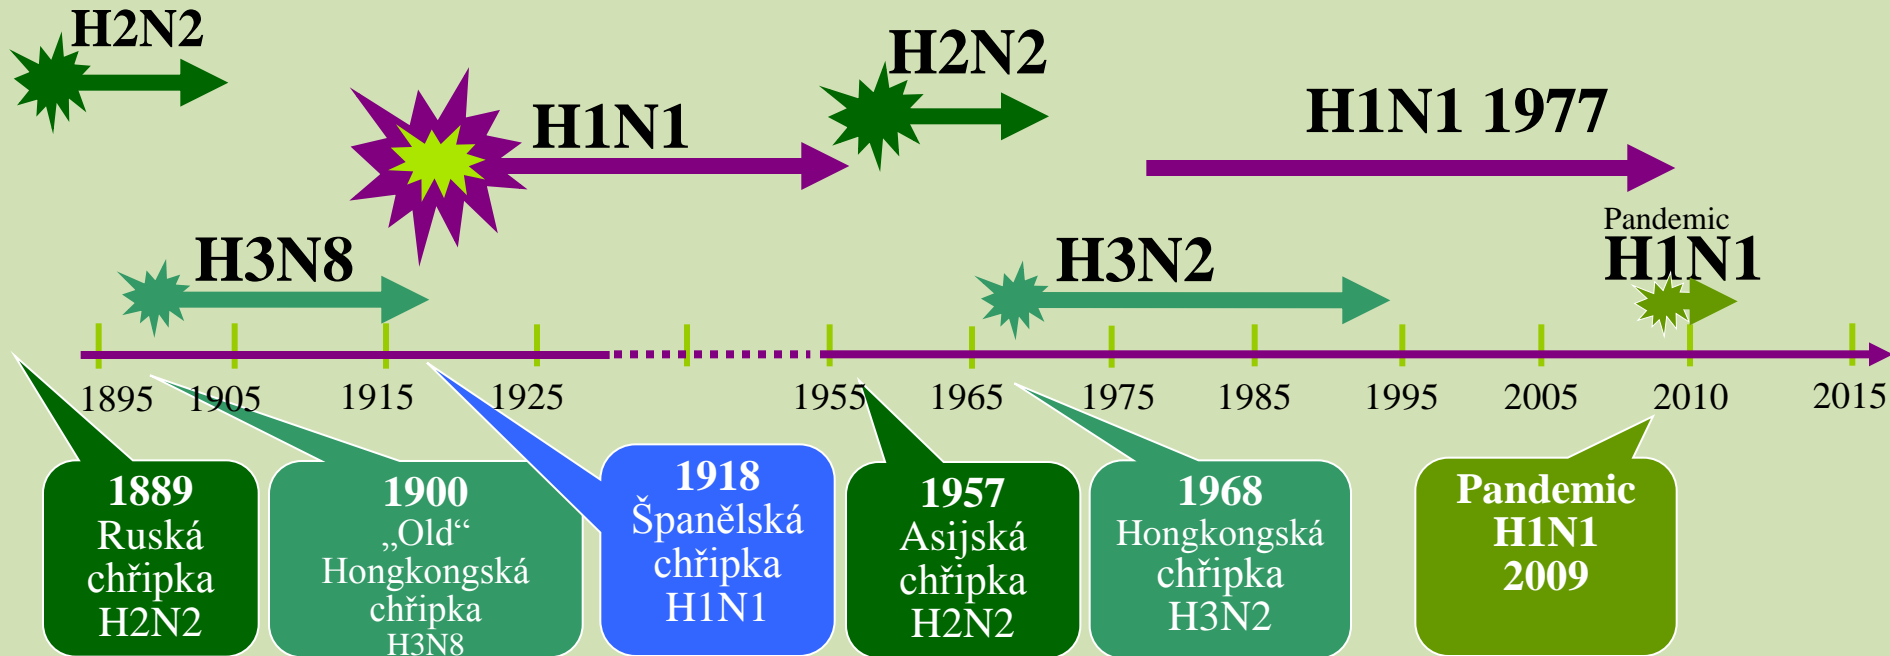 H2N2
H2N2
H1N1 1977
H1N1
Pandemic
H1N1
H3N8
H3N2
1895 1905 1915 1925 1955 1965 1975 1985 1995 2005 2010 2015
1889
Ruská
chřipka
H2N2
1900
„Old“
Hongkongská
chřipka
H3N8
1918
Španělská
chřipka
H1N1
1957
Asijská
chřipka
H2N2
1968
Hongkongská
chřipka
H3N2
Pandemic
H1N1
2009